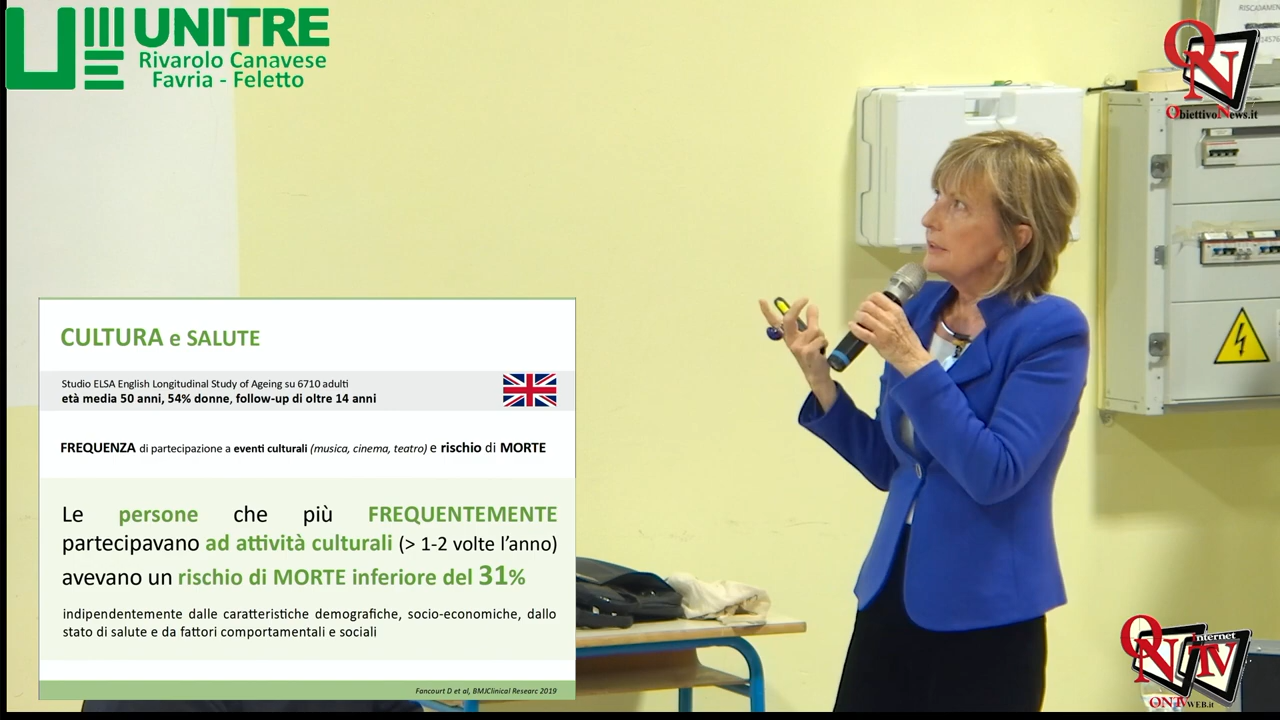 UNITRE
Rivarolo Canavese
Favria - Feletto
ON
ObiettivoNews.it
CULTURA e SALUTE
Studio ELSA English Longitudinal Study of Ageing su 6710 adulti
età media 50 anni, 54% donne, follow-up di oltre 14 anni
FREQUENZA di partecipazione a eventi culturali (musica, cinema, teatro) e rischio di MORTE
Le persone che più FREQUENTEMENTE
partecipavano ad attività culturali (> 1-2 volte l'anno)
avevano un rischio di MORTE inferiore del 31%
indipendentemente dalle caratteristiche demografiche, socio-economiche, dallo
stato di salute e da fattori comportamentali e sociali
Fancourt D et al, BMJClinical Researc 2019
internet
ON TV
ONTVWEB.it